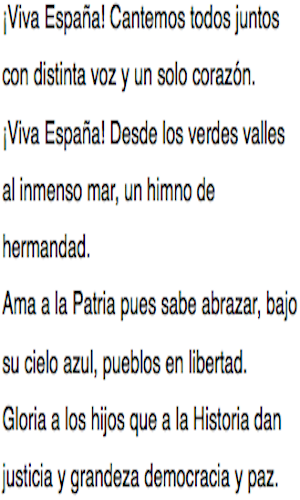 ¡Viva España! Cantemos todos juntos
con distinta voz y un solo corazón.
¡Viva España! Desde los verdes valles
al inmenso mar, un himno de
hermandad.
Ama a la Patria pues sabe abrazar, bajo
su cielo azul, pueblos en libertad.
Gloria a los hijos que a la Historia dan
justicia y grandeza democracia y paz.